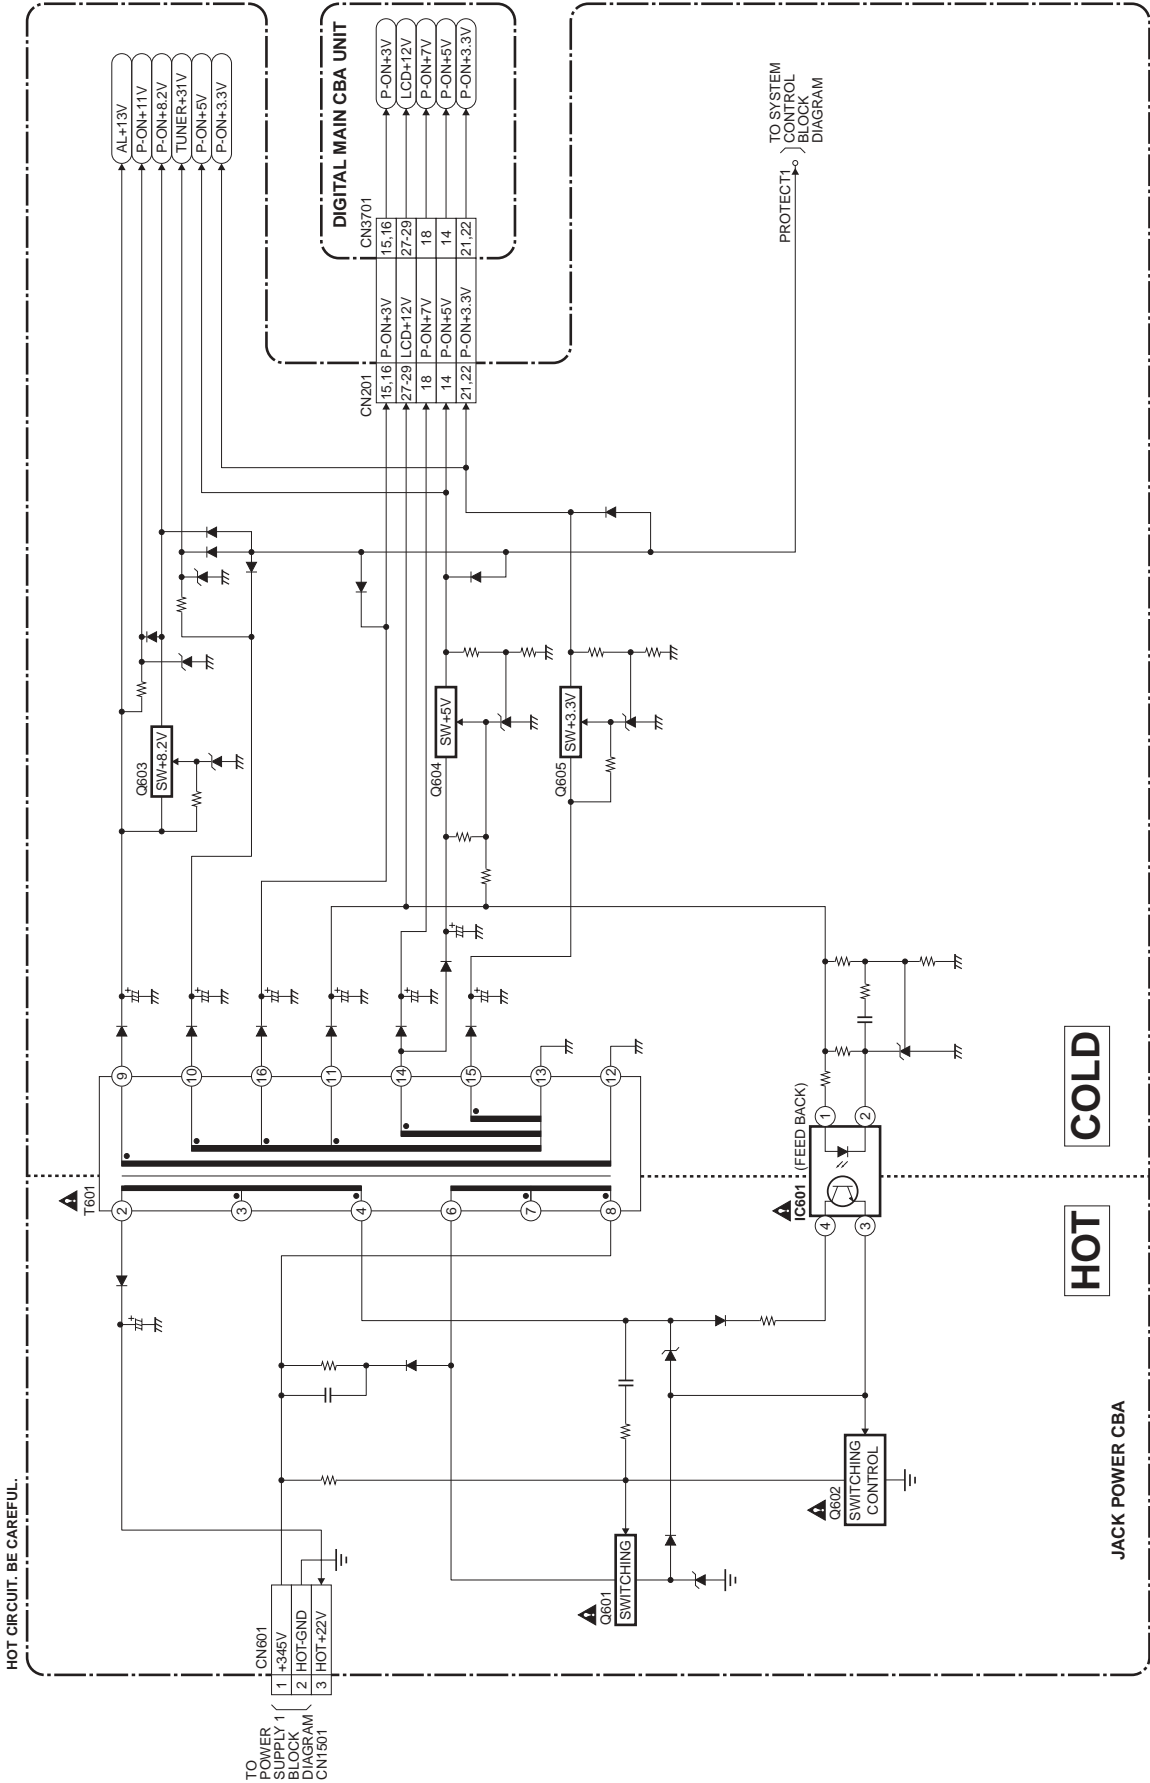 HOT CIRCUIT. BE CAREFUL.
AL+13V
P-ON+11V
P-ON+8.2V
TUNER+31V
P-ON+5V
P-ON+3.3V
DIGITAL MAIN CBA UNIT
P-ON+3V
LCD+12V
P-ON+7V
P-ON+5V
P-ON+3.3V
CN3701
15,16
27-29
18
14
21,22
P-ON+3V
LCD+12V
P-ON+7V
P-ON+5V
P-ON+3.3V
CN201
15,16
27-29
18
14
21,22
TO SYSTEM
CONTROL
BLOCK
DIAGRAM
PROTECT1
Q603
SW+8.2V
Q604
SW+5V
Q605
SW+3.3V
+
+
+
+
+
+
+
9
10
16
11
14
15
13
12
T601
2
3
4
6
7
8
+
1
2
IC601 (FEED BACK)
4
3
COLD
HOT
Q601
SWITCHING
Q602
SWITCHING
CONTROL
CN601
1 +345V
2 HOT-GND
3 HOT+22V
TO
POWER
SUPPLY 1
BLOCK
DIAGRAM
CN1501
JACK POWER CBA